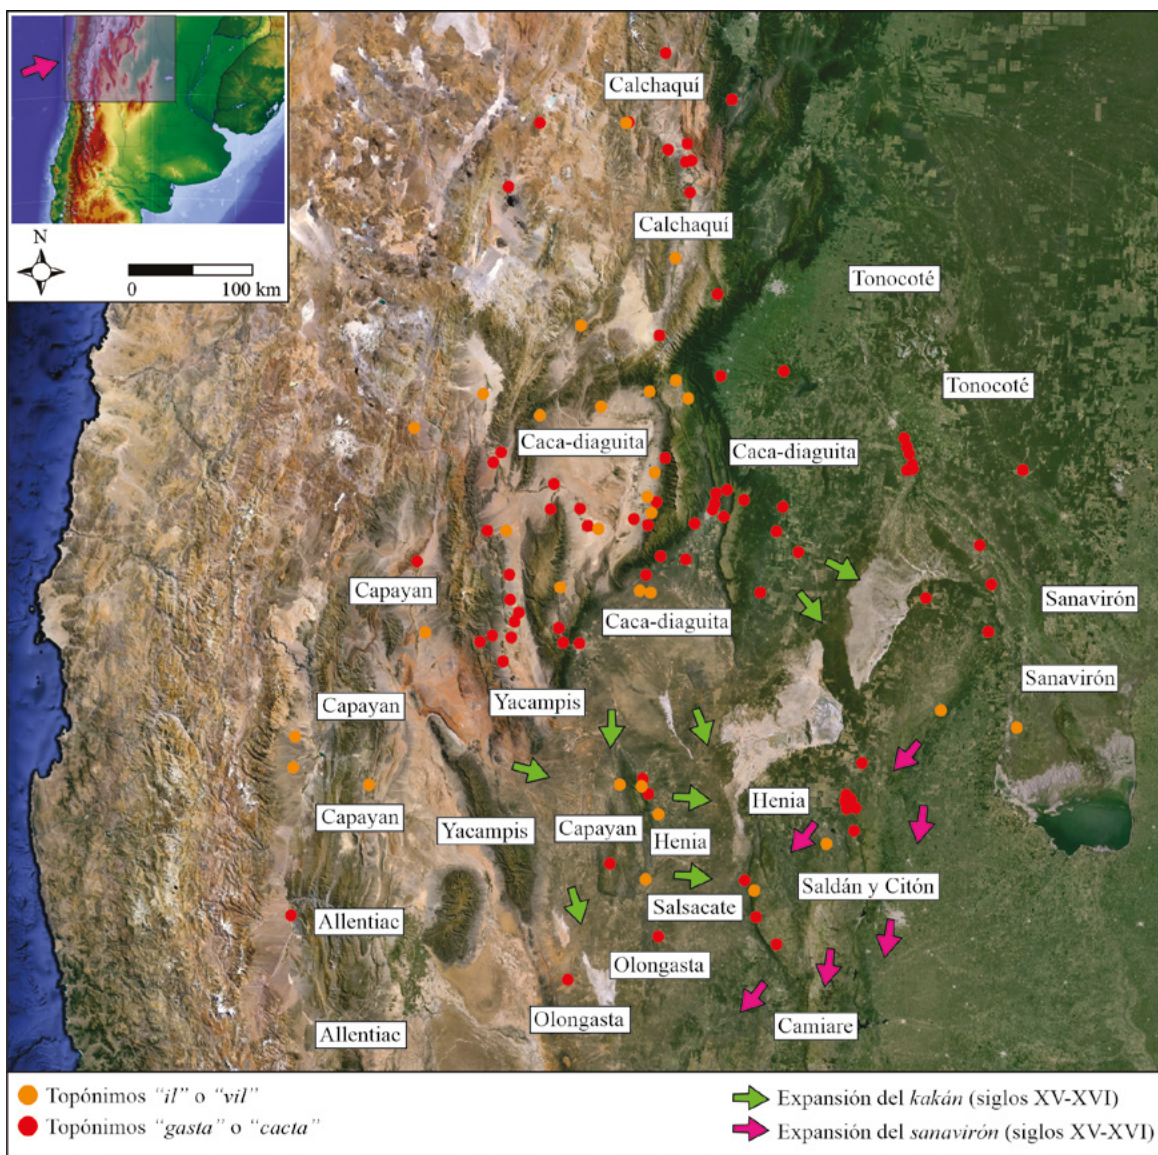 Calchaquí
N
0 100 km
Calchaquí
Tonocoté
Tonocoté
Caca-diaguita
Caca-diaguita
Capayan
Sanavirón
Caca-diaguita
Sanavirón
Yacampis
Capayan
Henia
Capayan
Yacampis
Capayan
Henia
Saldán y Citón
Salsacate
Allentiac
Olongasta
Olongasta
Camiare
Allentiac
Topónimos "il" o "vil"
Topónimos "gasta" o "cacta"
Expansión del kakán (siglos XV-XVI)
Expansión del sanavirón (siglos XV-XVI)